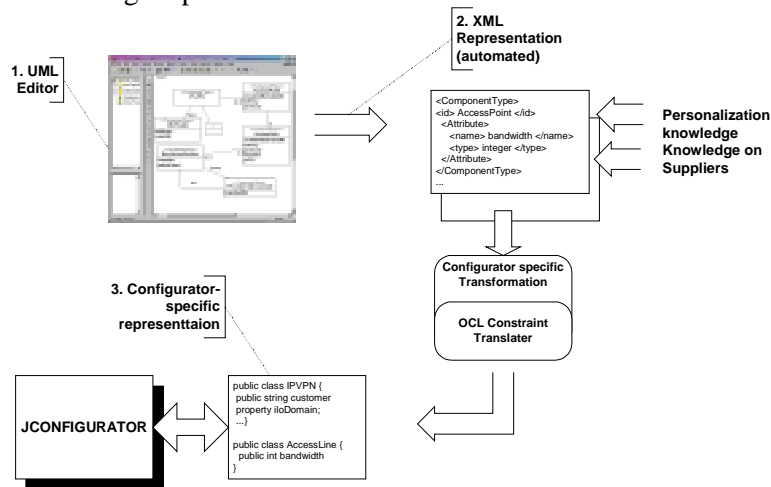 2. XML
Representation
(automated)
1. UML
Editor
<ComponentType>
<id> AccessPoint </id>
<Attribute>
<name> bandwidth </name>
<type> integer </type>
</Attribute>
</ComponentType>
...
Personalization
knowledge
Knowledge on
Suppliers
Configurator specific
Transformation
OCL Constraint
Translater
3. Configurator-
specific
representtaion
JCONFIGURATOR
public class IPVPN {
public string customer
property iloDomain;
...}
public class AccessLine {
public int bandwidth
}